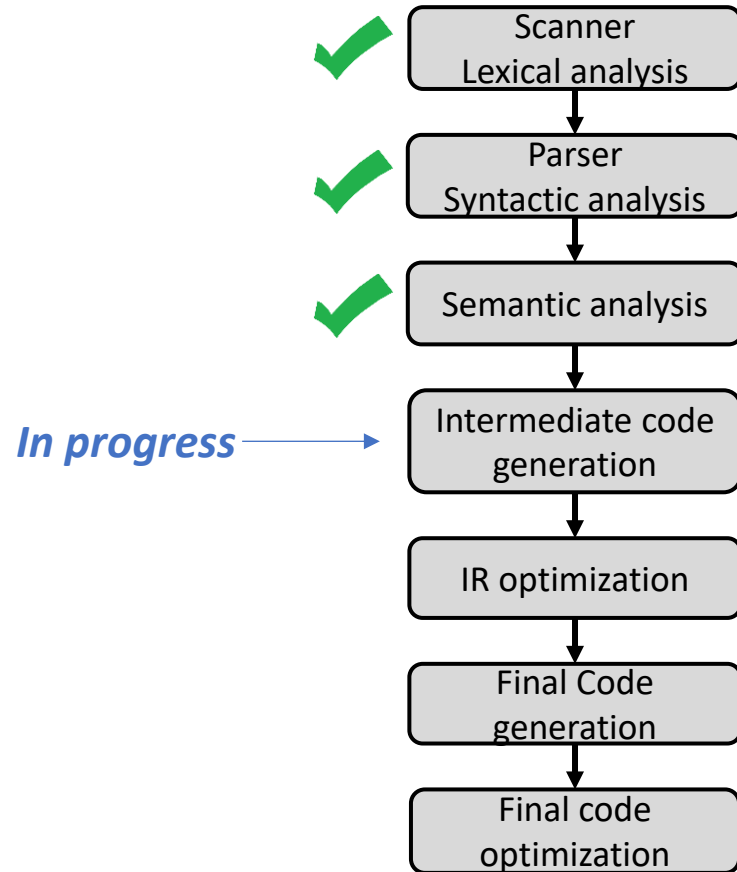 Scanner
Lexical analysis
Parser
Syntactic analysis
Semantic analysis
In progress
Intermediate code
generation
IR optimization
Final Code
generation
Final code
optimization